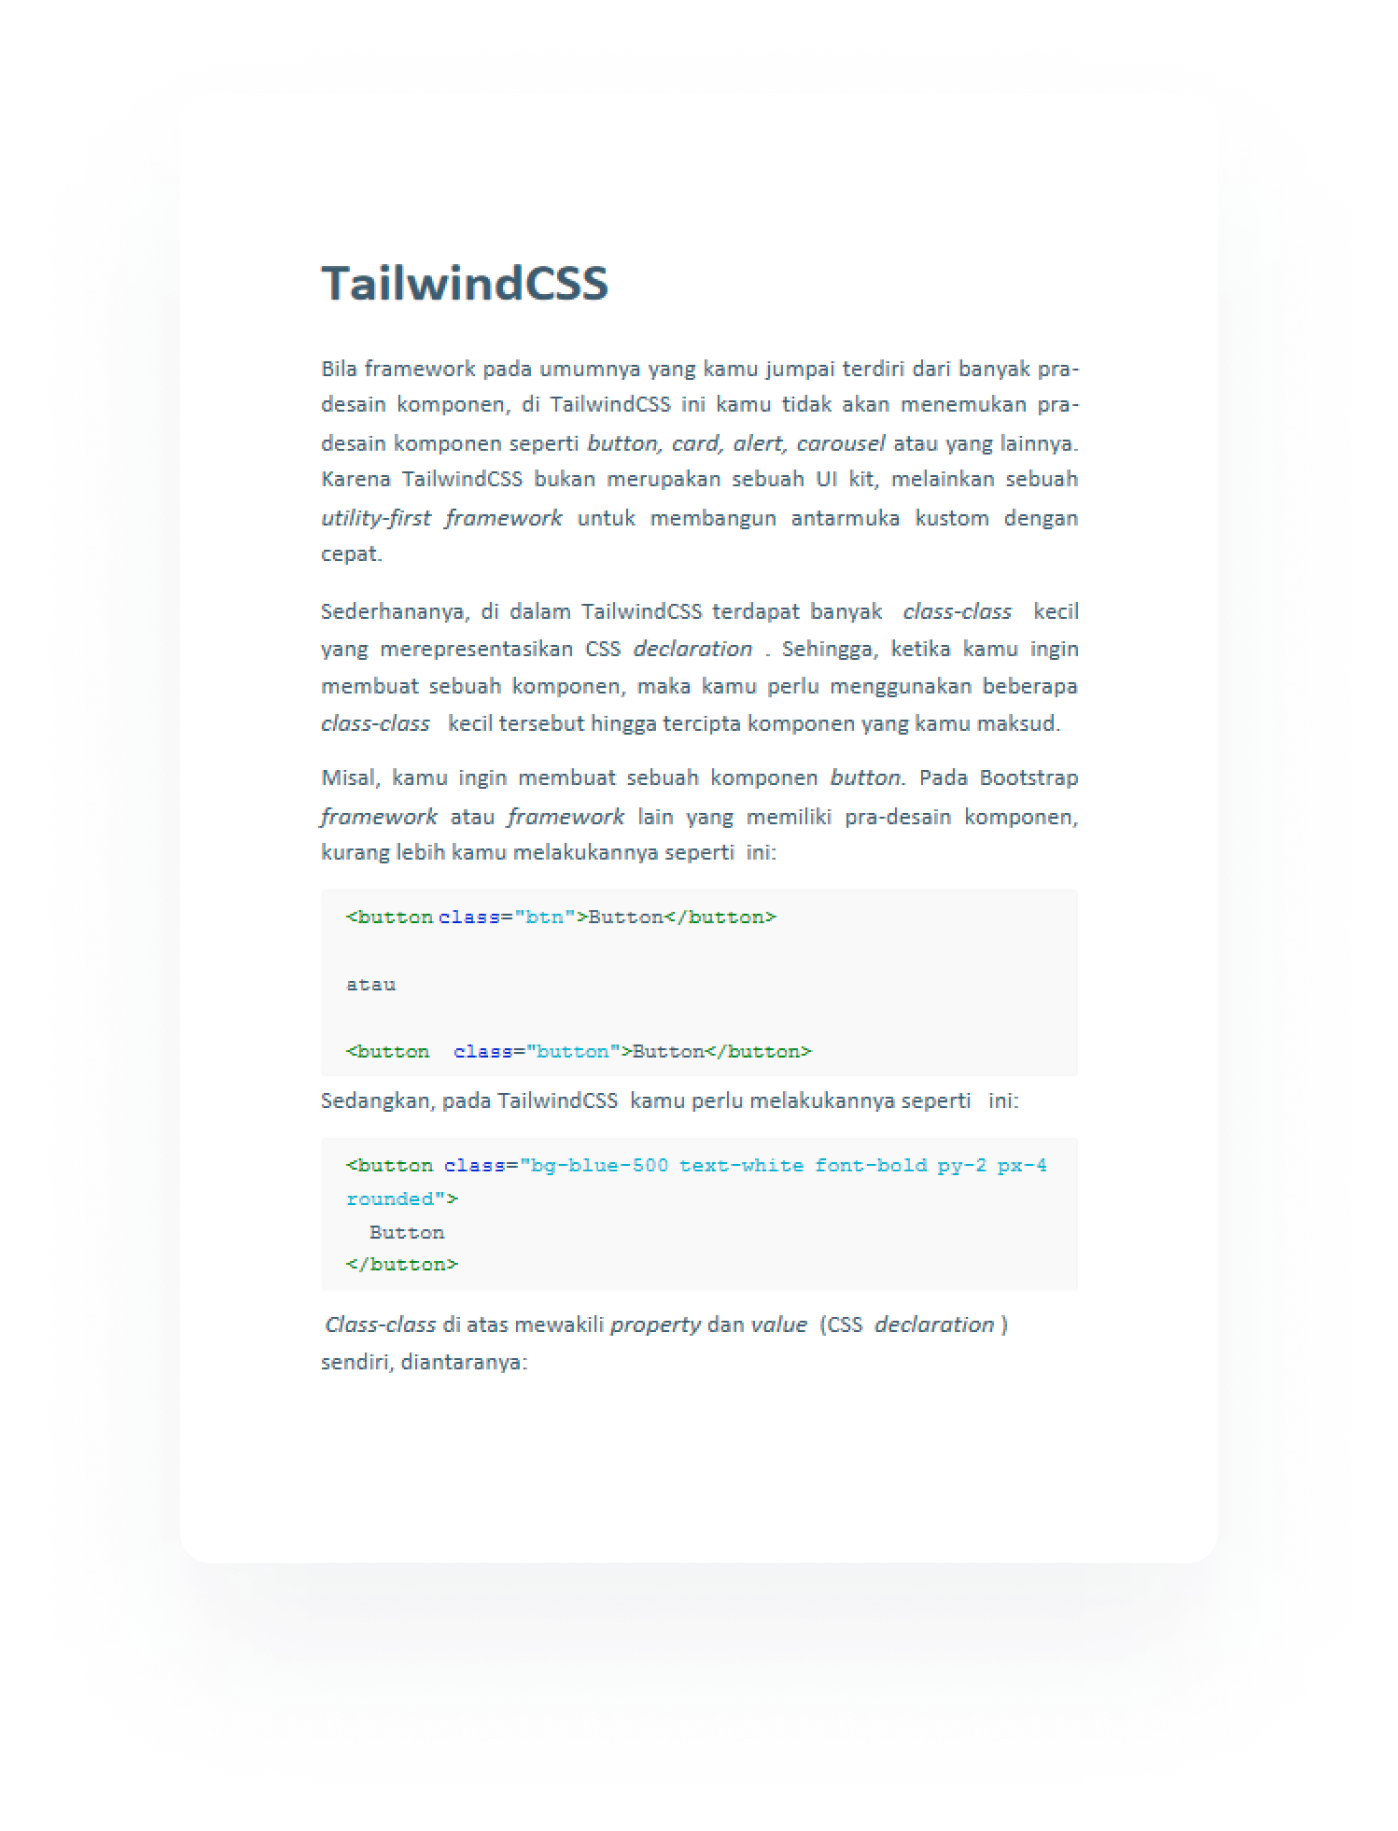 TailwindCSS
Bila framework pada umumnya yang kamu jumpai terdiri dari banyak pra-
desain komponen, di TailwindCSS ini kamu tidak akan menemukan pra-
desain komponen seperti button, card, alert, carousel atau yang lainnya.
Karena TailwindCSS bukan merupakan sebuah UI kit, melainkan sebuah
utility-first framework untuk membangun antarmuka kustom dengan
cepat.
Sederhananya, di dalam TailwindCSS terdapat banyak class-class kecil
yang merepresentasikan CSS declaration . Sehingga, ketika kamu ingin
membuat sebuah komponen, maka kamu perlu menggunakan beberapa
class-class kecil tersebut hingga tercipta komponen yang kamu maksud.
Misal, kamu ingin membuat sebuah komponen button. Pada Bootstrap
framework atau framework lain yang memiliki pra-desain komponen,
kurang lebih kamu melakukannya seperti ini:
<button class="btn">Button</button>
atau
<button class="button">Button</button>
Sedangkan, pada TailwindCSS kamu perlu melakukannya seperti ini:
<button class="bg-blue-500 text-white font-bold py-2 px-4
rounded">
Button
</button>
Class-class di atas mewakili property dan value (CSS declaration )
sendiri, diantaranya: